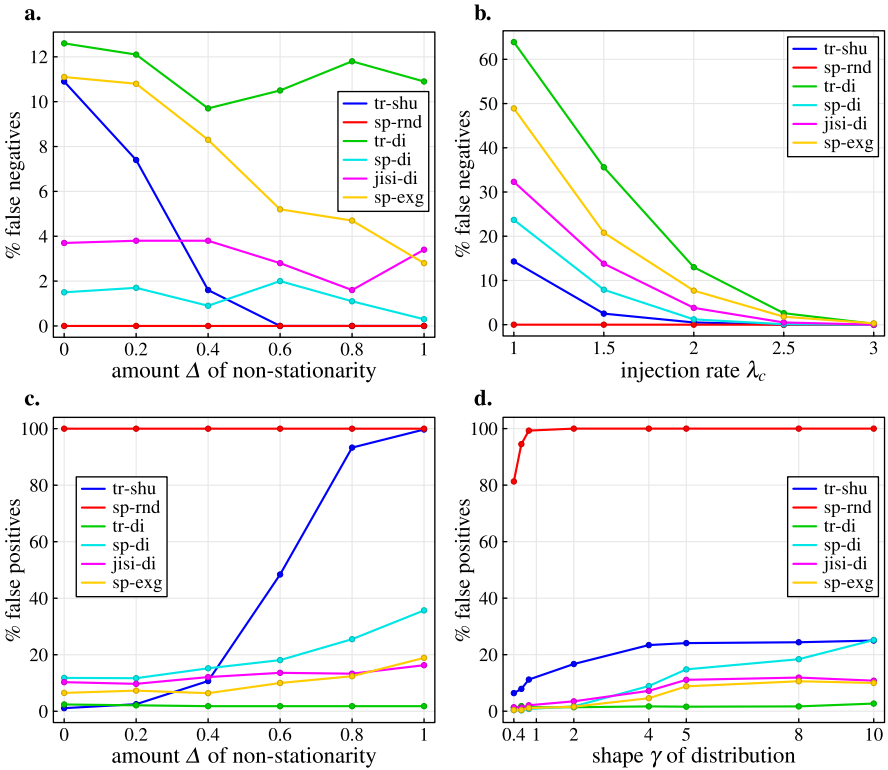 a.
% false negatives
12
10
8
6
4
2
0
tr-shu
sp-rnd
tr-di
sp-di
jisi-di
sp-exg
0 0.2 0.4 0.6 0.8 1
amount Δ of non-stationarity
b.
% false negatives
60
50
40
30
20
10
0
tr-shu
sp-rnd
tr-di
sp-di
jisi-di
sp-exg
1 1.5 2 2.5 3
injection rate λc
c.
% false positives
100
80
60
40
20
0
tr-shu
sp-rnd
tr-di
sp-di
jisi-di
sp-exg
0 0.2 0.4 0.6 0.8 1
amount Δ of non-stationarity
d.
% false positives
100
80
60
40
20
0
tr-shu
sp-rnd
tr-di
sp-di
jisi-di
sp-exg
0.4 1 2 4 5 8 10
shape γ of distribution